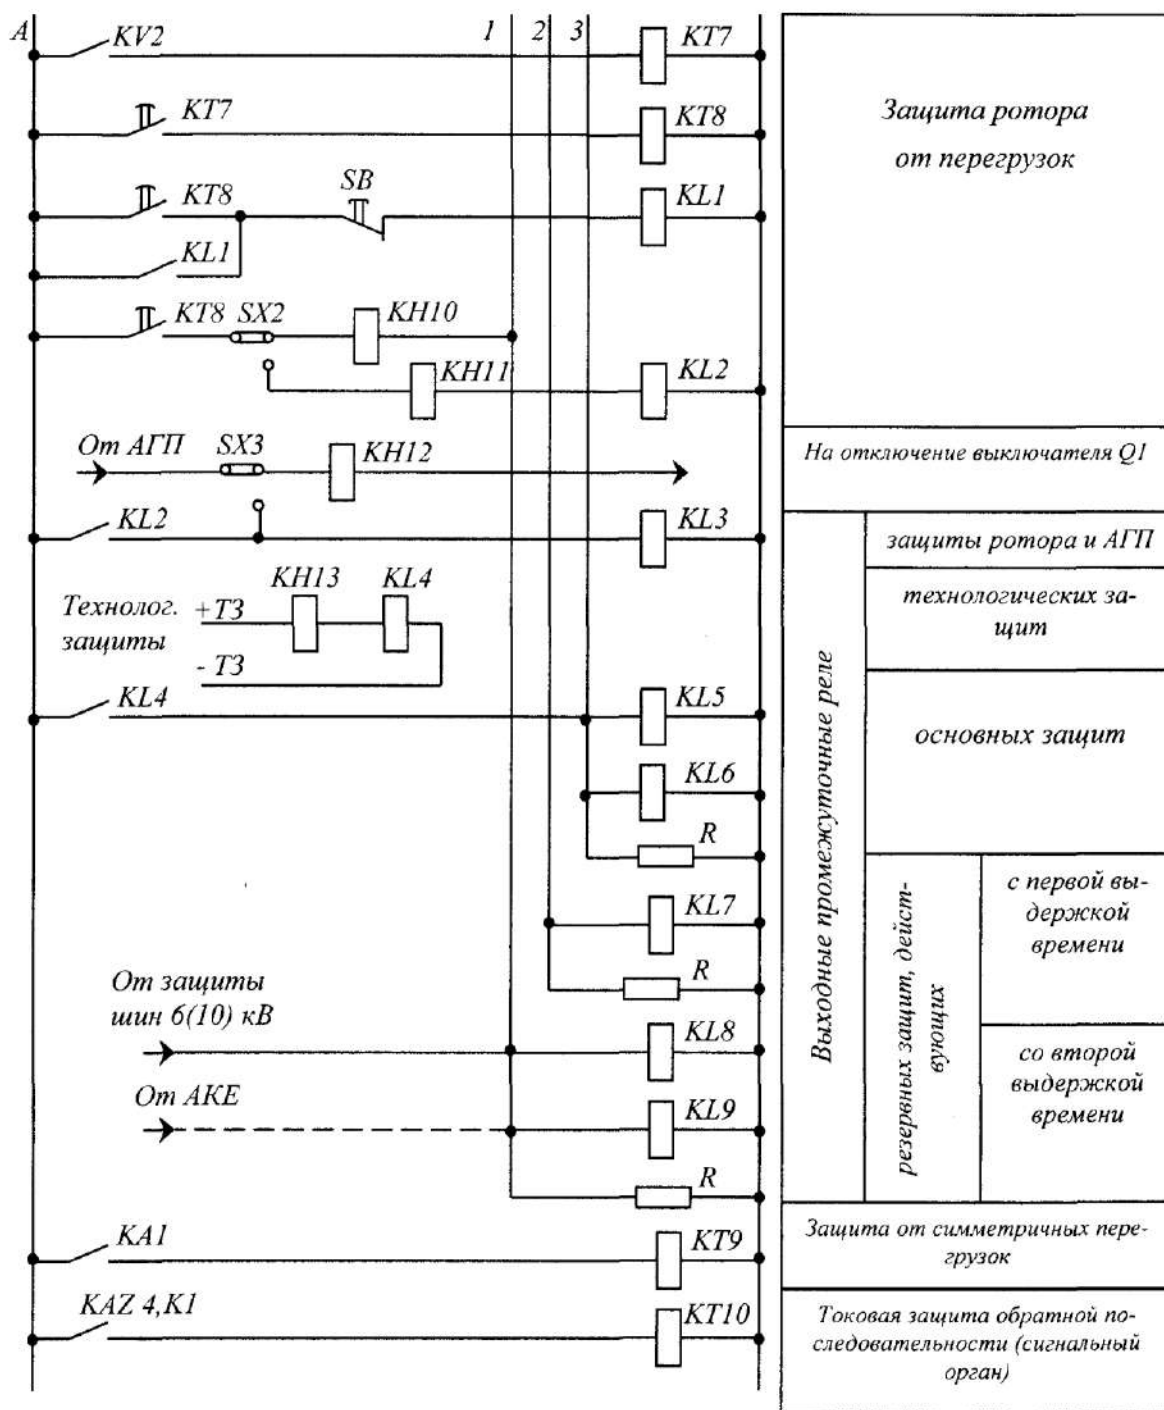 A
KV2
1
2
3
KT7
KT7
KT8
KT8
SB
KL1
KL1
KT8
SX2
KH10
KH11
KL2
От АГП
SX3
KH12
KL2
KL3
KH13
KL4
Технолог.
защиты
+ТЗ
- ТЗ
KL4
KL5
KL6
R
KL7
R
От защиты
шин 6(10) кВ
KL8
От АКЕ
KL9
R
KA1
KT9
KAZ 4,K1
KT10
Защита ротора
от перегрузок
На отключение выключателя Q1
Выходные промежуточные реле
защиты ротора и АГП
технологических за-
щит
основных защит
резервных защит, дейст-
вующих
с первой вы-
держкой
времени
со второй
выдержкой
времени
Защита от симметричных пере-
грузок
Токовая защита обратной по-
следовательности (сигнальный
орган)